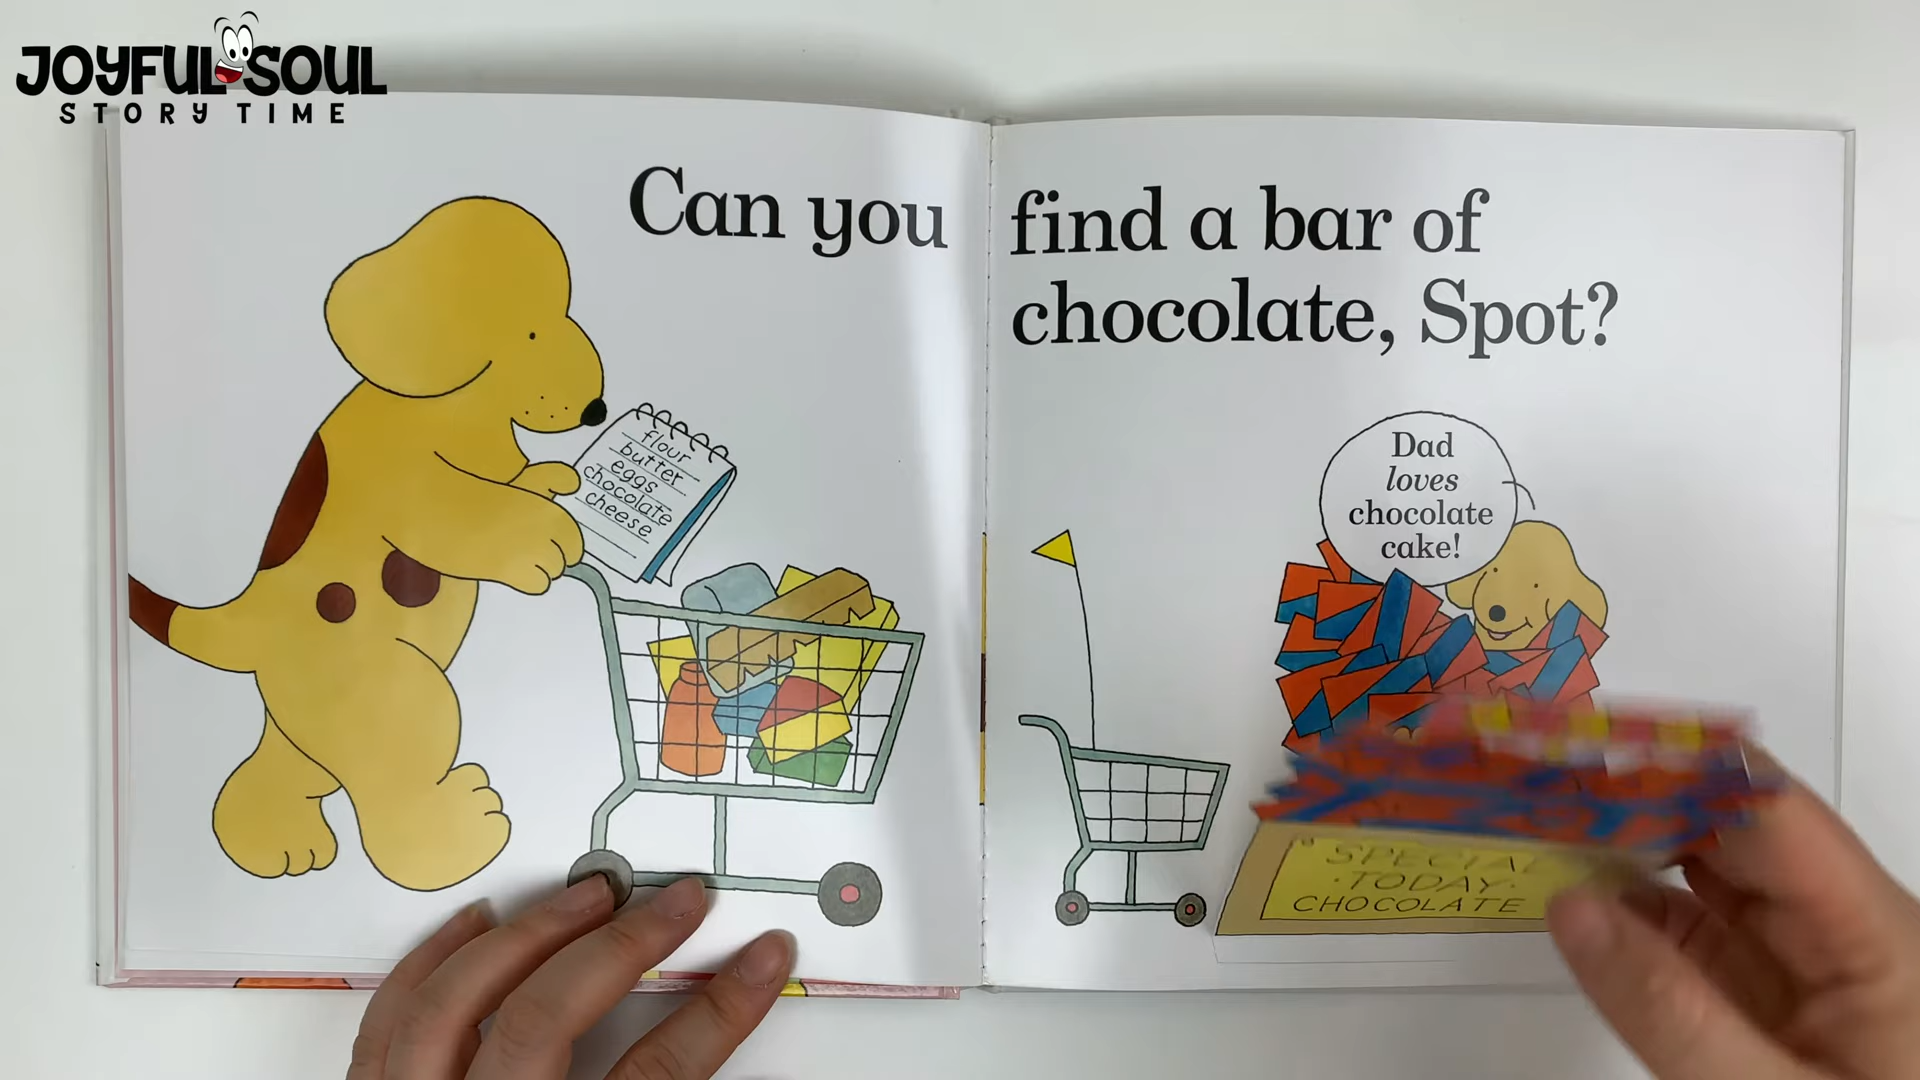 JOYFUL SOUL
STORY TIME
Can you find a bar of
chocolate, Spot?
flour
butter
eggs
chocolate
cheese
Dad
loves
chocolate
cake!
SPECIAL
·TODAY·
CHOCOLATE